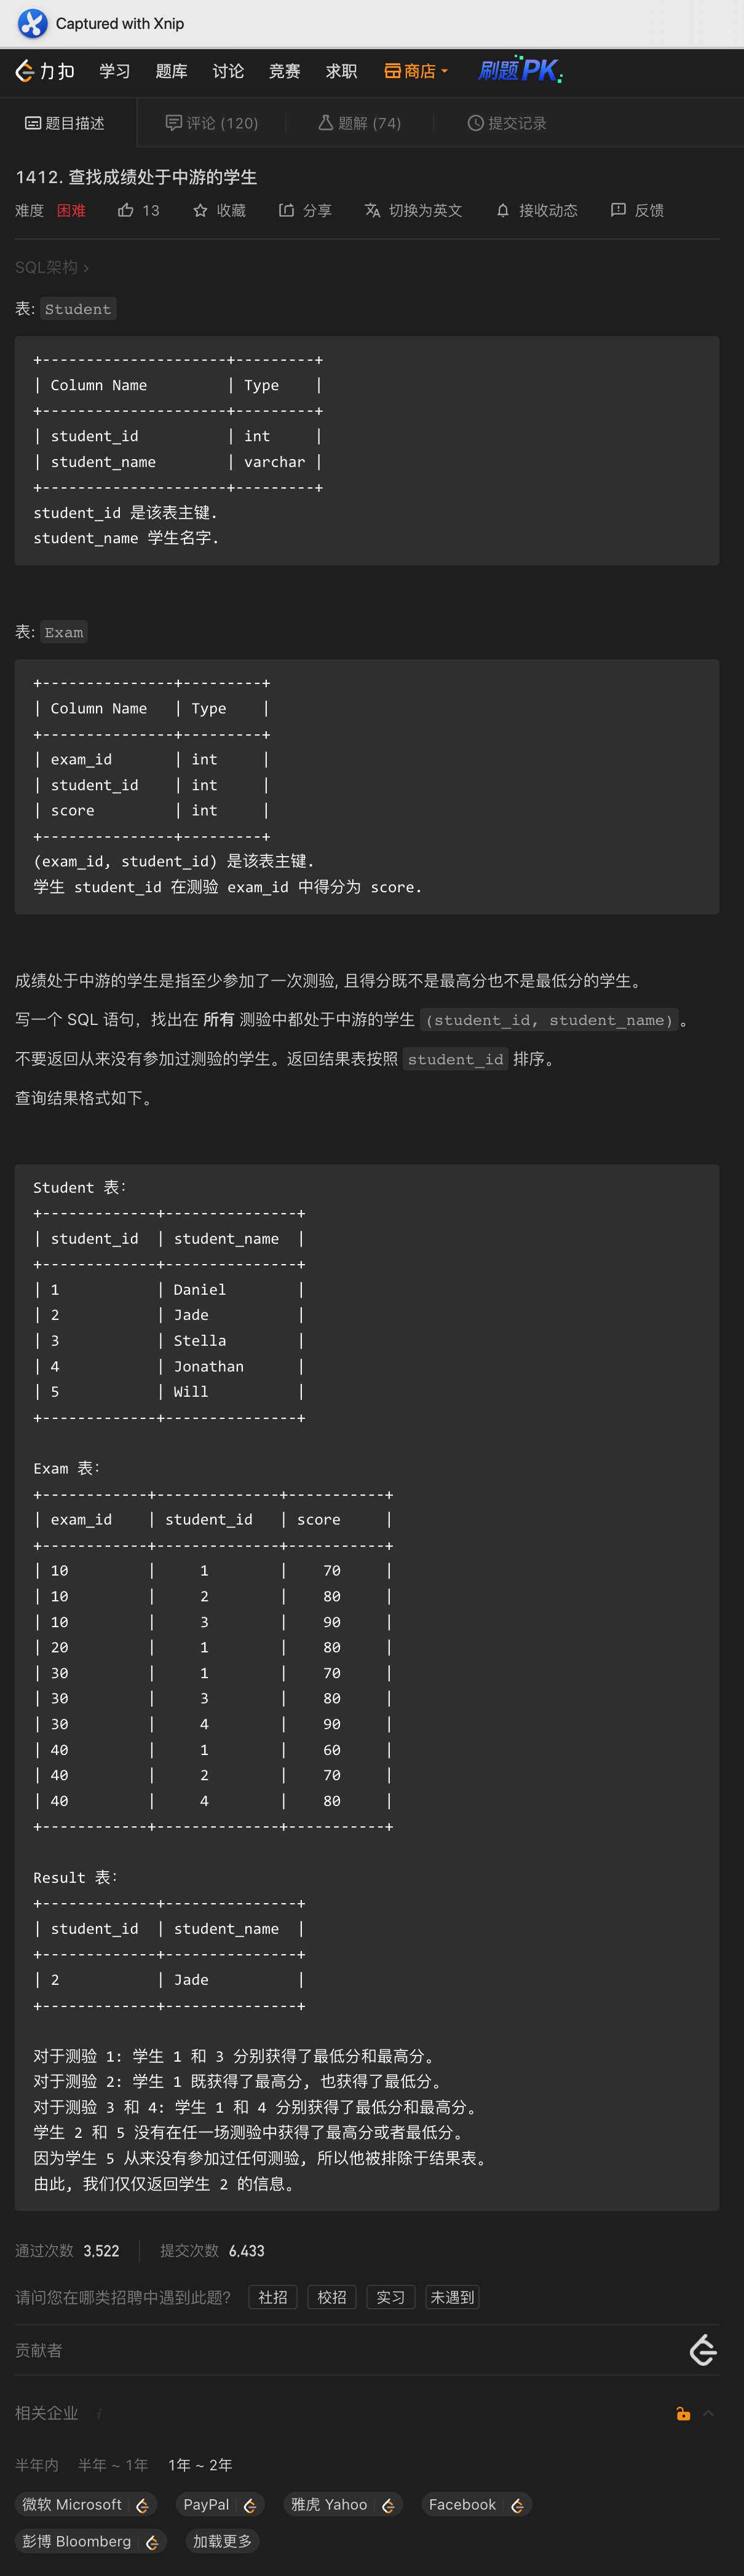 Captured with Xnip
力扣 学习 题库 讨论 竞赛 求职 商店 刷题PK
题目描述 评论 (120) 题解 (74) 提交记录
1412. 查找成绩处于中游的学生
难度 困难 13 收藏 分享 切换为英文 接收动态 反馈
SQL架构 >
表: Student
+---------------------+---------+
| Column Name         | Type    |
+---------------------+---------+
| student_id          | int     |
| student_name        | varchar |
+---------------------+---------+
student_id 是该表主键.
student_name 学生名字.
表: Exam
+---------------+---------+
| Column Name   | Type    |
+---------------+---------+
| exam_id       | int     |
| student_id    | int     |
| score         | int     |
+---------------+---------+
(exam_id, student_id) 是该表主键.
学生 student_id 在测验 exam_id 中得分为 score.
成绩处于中游的学生是指至少参加了一次测验, 且得分既不是最高分也不是最低分的学生。
写一个 SQL 语句，找出在 所有 测验中都处于中游的学生 (student_id, student_name)。
不要返回从来没有参加过测验的学生。返回结果表按照 student_id 排序。
查询结果格式如下。
Student 表：
+-------------+---------------+
| student_id  | student_name  |
+-------------+---------------+
| 1           | Daniel        |
| 2           | Jade          |
| 3           | Stella        |
| 4           | Jonathan      |
| 5           | Will          |
+-------------+---------------+
Exam 表：
+------------+--------------+-----------+
| exam_id    | student_id   | score     |
+------------+--------------+-----------+
| 10         |     1        |    70     |
| 10         |     2        |    80     |
| 10         |     3        |    90     |
| 20         |     1        |    80     |
| 30         |     1        |    70     |
| 30         |     3        |    80     |
| 30         |     4        |    90     |
| 40         |     1        |    60     |
| 40         |     2        |    70     |
| 40         |     4        |    80     |
+------------+--------------+-----------+
Result 表：
+-------------+---------------+
| student_id  | student_name  |
+-------------+---------------+
| 2           | Jade          |
+-------------+---------------+
对于测验 1: 学生 1 和 3 分别获得了最低分和最高分。
对于测验 2: 学生 1 既获得了最高分, 也获得了最低分。
对于测验 3 和 4: 学生 1 和 4 分别获得了最低分和最高分。
学生 2 和 5 没有在任一场测验中获得了最高分或者最低分。
因为学生 5 从来没有参加过任何测验, 所以他被排除于结果表。
由此, 我们仅仅返回学生 2 的信息。
通过次数 3,522 提交次数 6,433
请问您在哪类招聘中遇到此题? 社招 校招 实习 未遇到
贡献者
相关企业 i
半年内 半年 ~ 1年 1年 ~ 2年
微软 Microsoft PayPal 雅虎 Yahoo Facebook
彭博 Bloomberg 加载更多